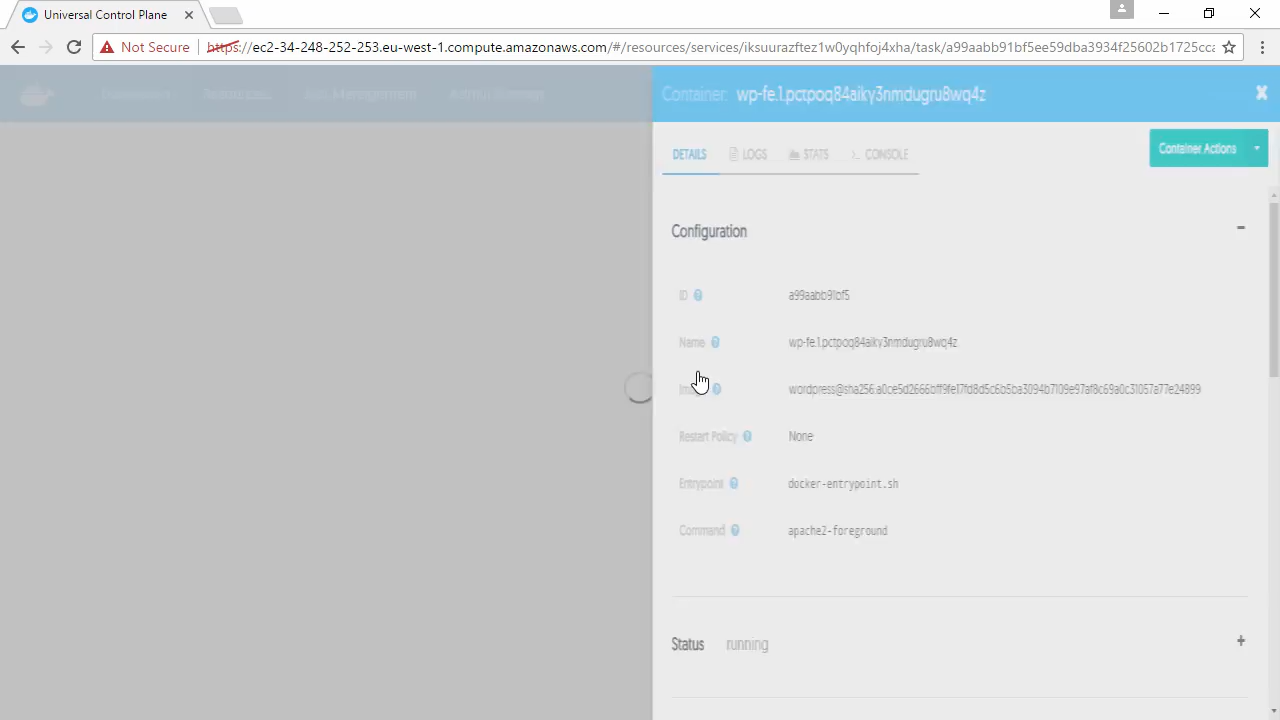 Universal Control Plane
Not Secure
https://ec2-34-248-252-253.eu-west-1.compute.amazonaws.com/#/resources/services/iksuurazftez1w0yqhfoj4xha/task/a99aabb91bf5ee59dba3934f25602b1725cca
Resources
Container: wp-fe.1.pctpoq84aiky3nmdugru8wq4z
DETAILS LOGS STATS CONSOLE
Container Actions
Configuration
ID a99aabb91bf5
Name wp-fe.1.pctpoq84aiky3nmdugru8wq4z
wordpress@sha256:a0ce5d2666bff9fe17fd8d5c6b5ba3094b7109e97af8c69a0c31057a77e24899
Restart Policy None
Entrypoint docker-entrypoint.sh
Command apache2-foreground
Status running